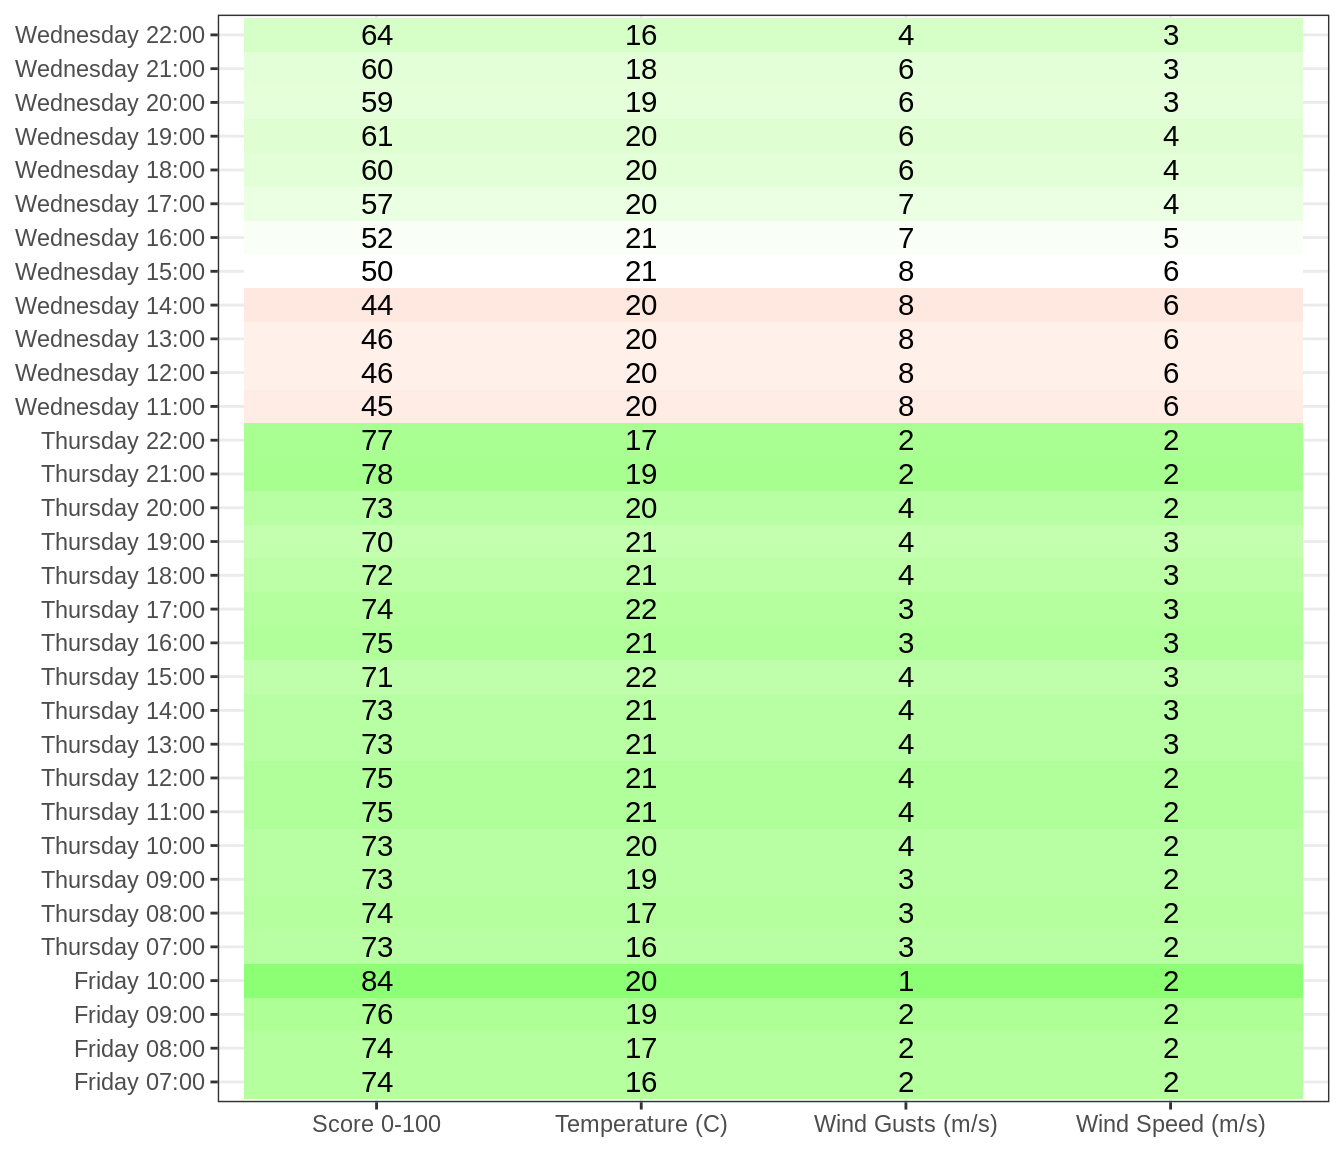 Wednesday 22:00 64 16 4 3
Wednesday 21:00 60 18 6 3
Wednesday 20:00 59 19 6 3
Wednesday 19:00 61 20 6 4
Wednesday 18:00 60 20 6 4
Wednesday 17:00 57 20 7 4
Wednesday 16:00 52 21 7 5
Wednesday 15:00 50 21 8 6
Wednesday 14:00 44 20 8 6
Wednesday 13:00 46 20 8 6
Wednesday 12:00 46 20 8 6
Wednesday 11:00 45 20 8 6
Thursday 22:00 77 17 2 2
Thursday 21:00 78 19 2 2
Thursday 20:00 73 20 4 2
Thursday 19:00 70 21 4 3
Thursday 18:00 72 21 4 3
Thursday 17:00 74 22 3 3
Thursday 16:00 75 21 3 3
Thursday 15:00 71 22 4 3
Thursday 14:00 73 21 4 3
Thursday 13:00 73 21 4 3
Thursday 12:00 75 21 4 2
Thursday 11:00 75 21 4 2
Thursday 10:00 73 20 4 2
Thursday 09:00 73 19 3 2
Thursday 08:00 74 17 3 2
Thursday 07:00 73 16 3 2
Friday 10:00 84 20 1 2
Friday 09:00 76 19 2 2
Friday 08:00 74 17 2 2
Friday 07:00 74 16 2 2
Score 0-100 Temperature (C) Wind Gusts (m/s) Wind Speed (m/s)